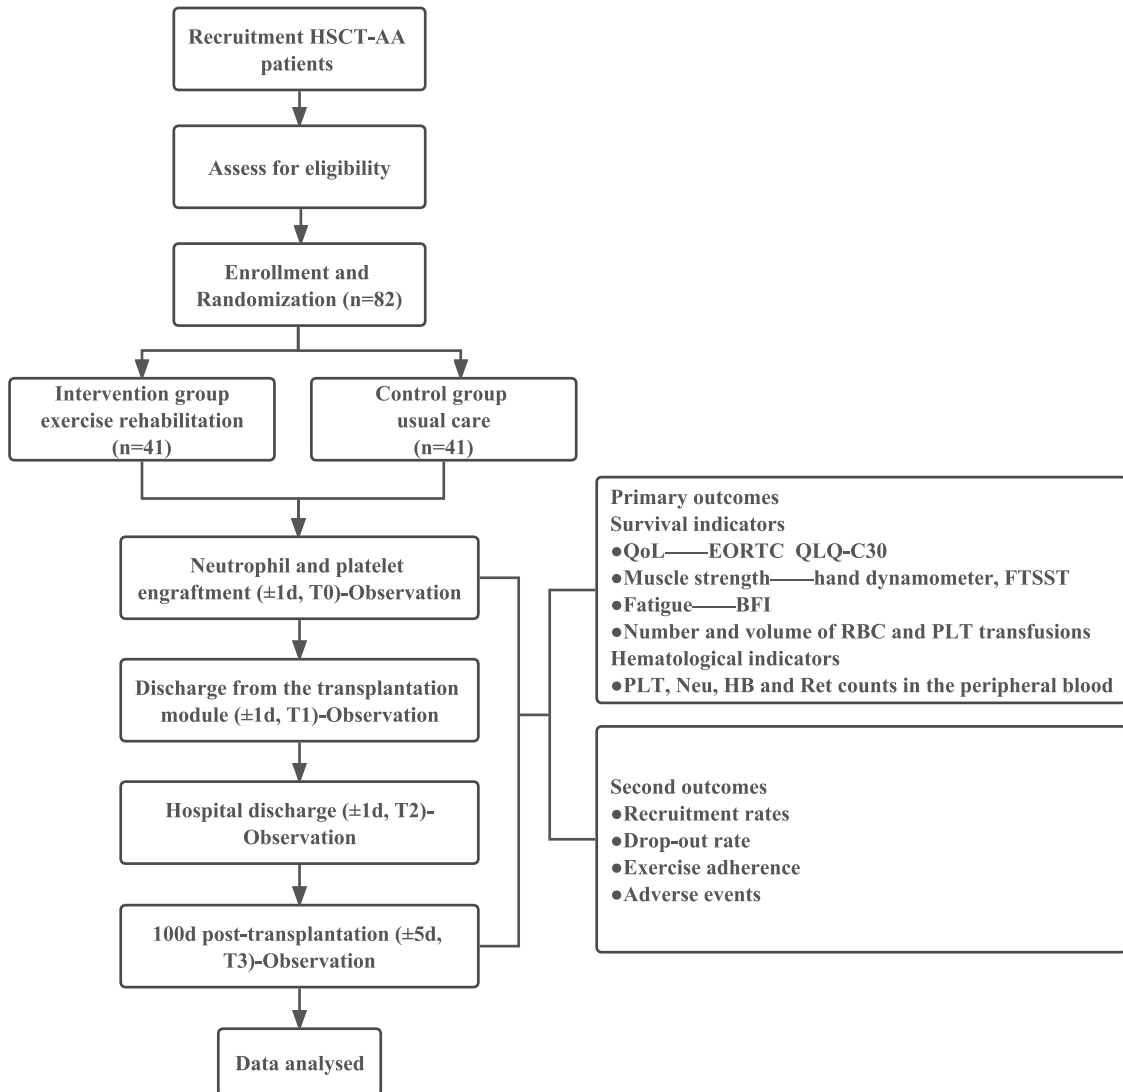 Recruitment HSCT-AA
patients
Assess for eligibility
Enrollment and
Randomization (n=82)
Intervention group
exercise rehabilitation
(n=41)
Control group
usual care
(n=41)
Neutrophil and platelet
engraftment (±1d, T0)-Observation
Discharge from the transplantation
module (±1d, T1)-Observation
Hospital discharge (±1d, T2)-
Observation
100d post-transplantation (±5d,
T3)-Observation
Data analysed
Primary outcomes
Survival indicators
●QoL——EORTC QLQ-C30
●Muscle strength——hand dynamometer, FTSST
●Fatigue——BFI
●Number and volume of RBC and PLT transfusions
Hematological indicators
●PLT, Neu, HB and Ret counts in the peripheral blood
Second outcomes
●Recruitment rates
●Drop-out rate
●Exercise adherence
●Adverse events